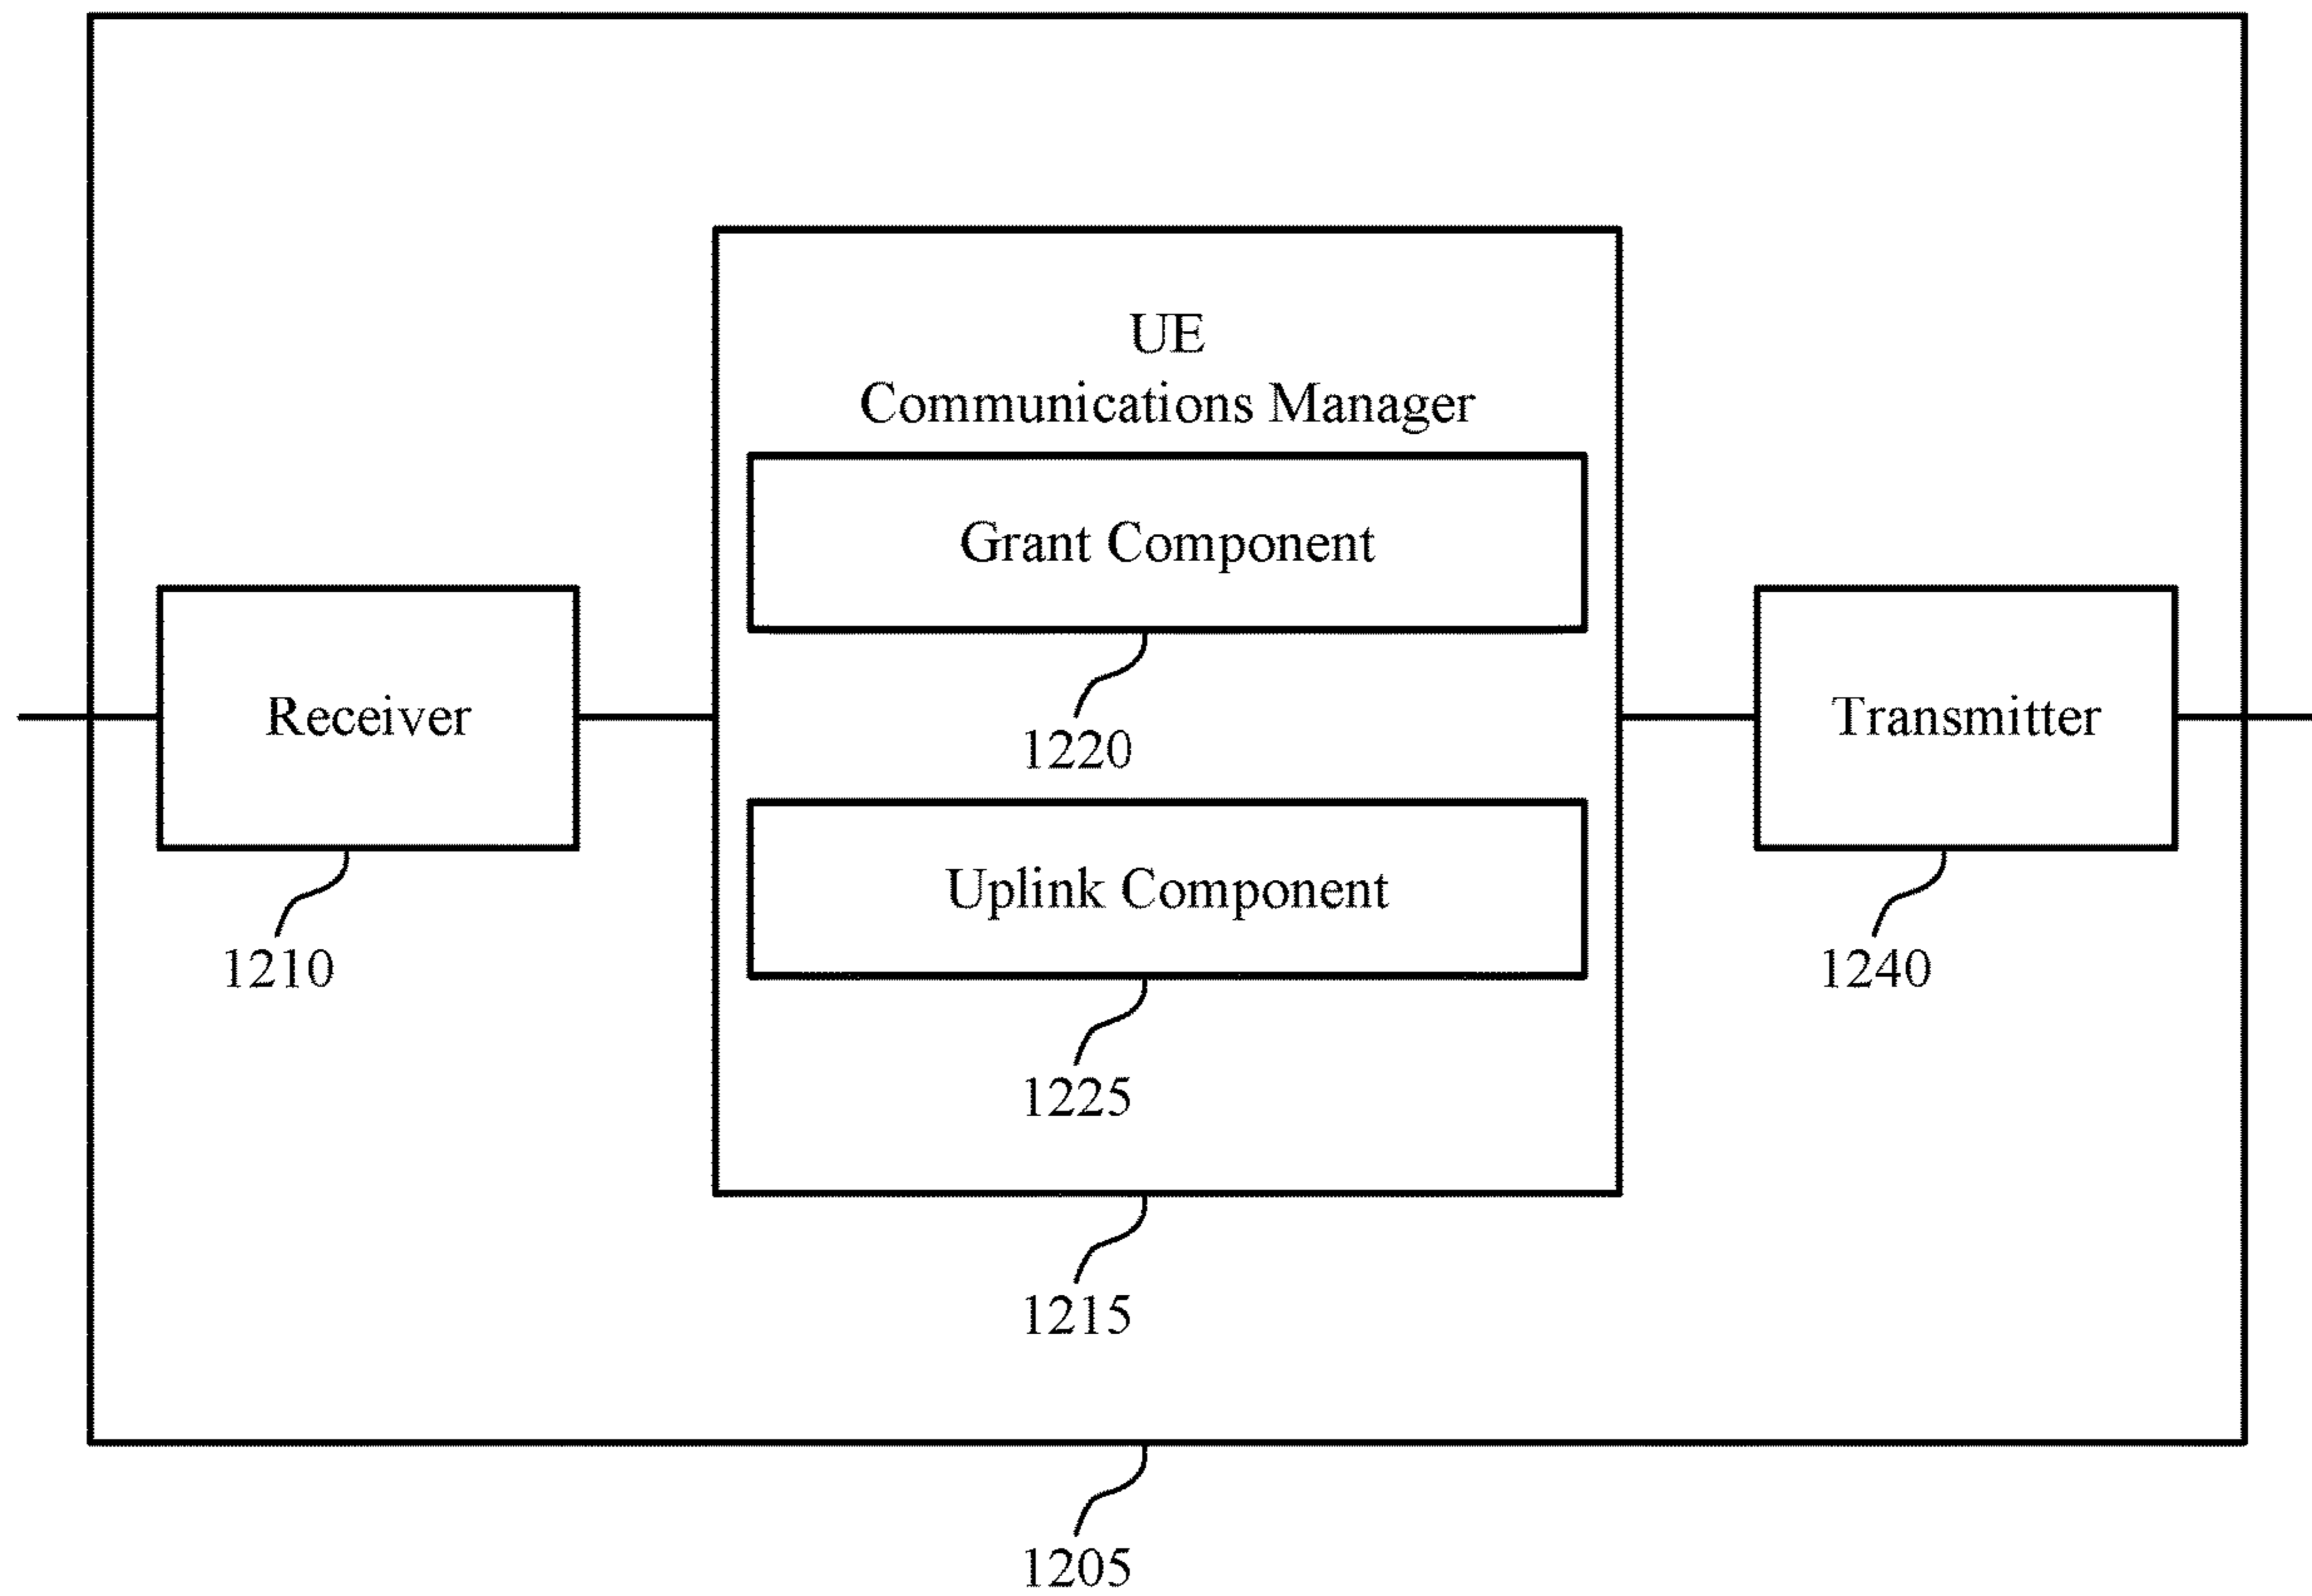 UE
Communications Manager
Grant Component
1220
Receiver
1210
Uplink Component
1225
Transmitter
1240
1215
1205